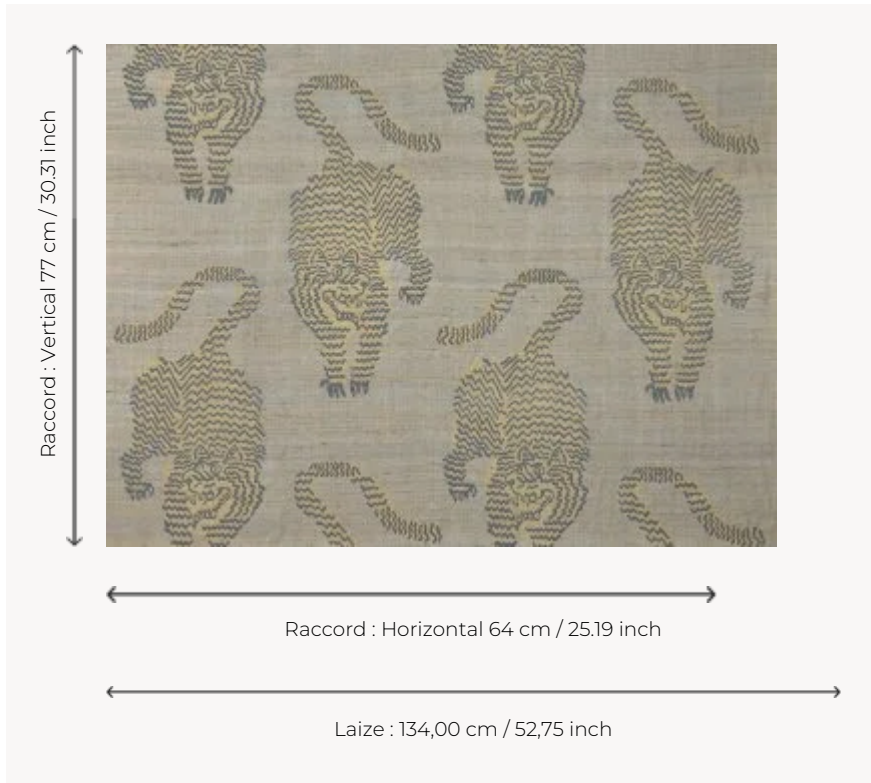 Raccord : Vertical 77 cm / 30.31 inch
Raccord : Horizontal 64 cm / 25.19 inch
Laize : 134,00 cm / 52,75 inch